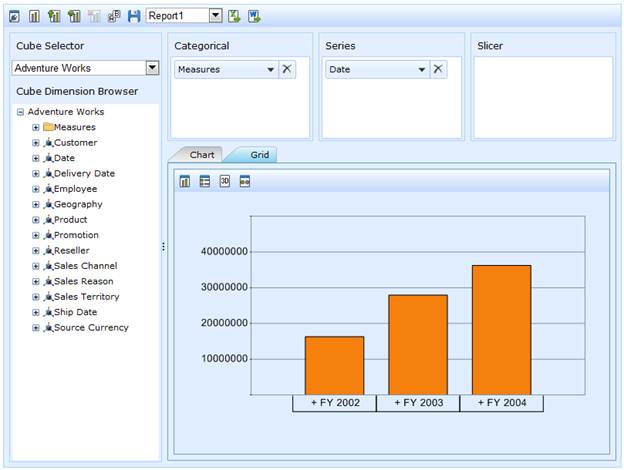 Report1
Cube Selector
Adventure Works
Cube Dimension Browser
Adventure Works
Measures
Customer
Date
Delivery Date
Employee
Geography
Product
Promotion
Reseller
Sales Channel
Sales Reason
Sales Territory
Ship Date
Source Currency
Categorical
Measures
Series
Date
Slicer
Chart
Grid
3D
40000000
30000000
20000000
10000000
+ FY 2002
+ FY 2003
+ FY 2004